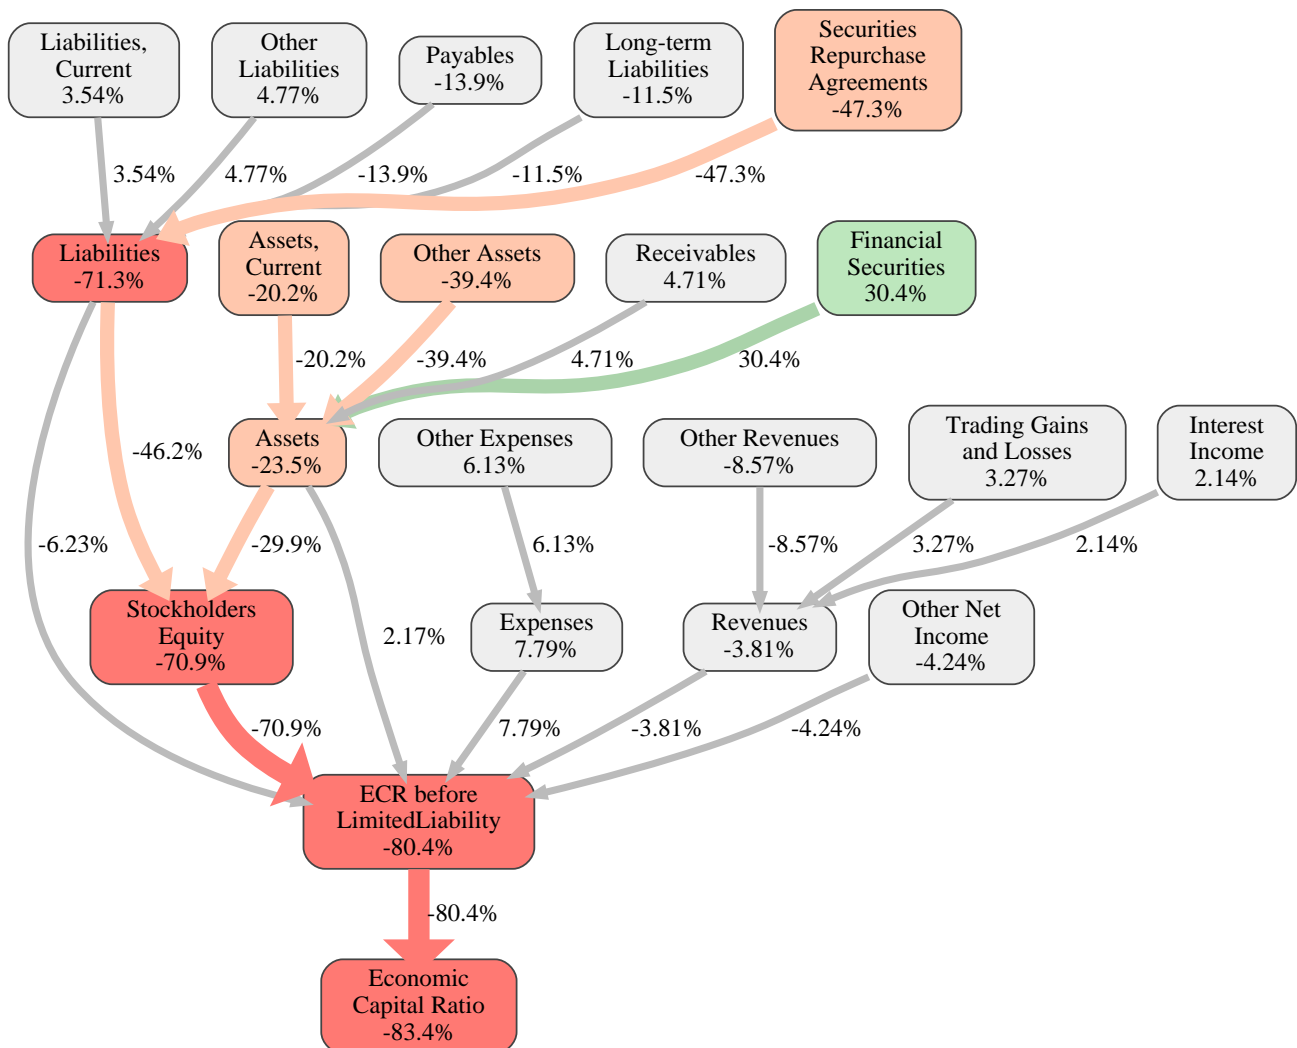 Liabilities,
Current
3.54%
Other
Liabilities
4.77%
Payables
-13.9%
Long-term
Liabilities
-11.5%
Securities
Repurchase
Agreements
-47.3%
3.54%
4.77%
-13.9%
-11.5%
-47.3%
Liabilities
-71.3%
Assets,
Current
-20.2%
Other Assets
-39.4%
Receivables
4.71%
Financial
Securities
30.4%
-20.2%
-39.4%
4.71%
30.4%
-46.2%
Assets
-23.5%
Other Expenses
6.13%
Other Revenues
-8.57%
Trading Gains
and Losses
3.27%
Interest
Income
2.14%
-6.23%
-29.9%
6.13%
-8.57%
3.27%
2.14%
Stockholders
Equity
-70.9%
2.17%
Expenses
7.79%
Revenues
-3.81%
Other Net
Income
-4.24%
-70.9%
7.79%
-3.81%
-4.24%
ECR before
LimitedLiability
-80.4%
-80.4%
Economic
Capital Ratio
-83.4%